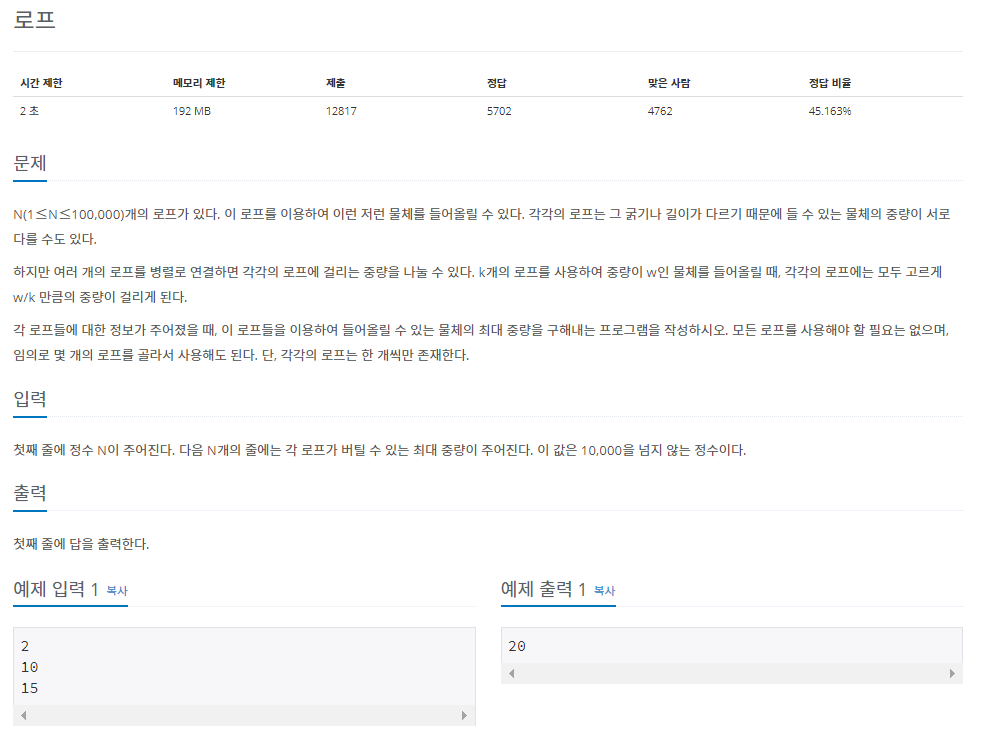 로프
시간 제한 메모리 제한 제출 정답 맞은 사람 정답 비율
2 초 192 MB 12817 5702 4762 45.163%
문제
N(1≤N≤100,000)개의 로프가 있다. 이 로프를 이용하여 이런 저런 물체를 들어올릴 수 있다. 각각의 로프는 그 굵기나 길이가 다르기 때문에 들 수 있는 물체의 중량이 서로
다를 수도 있다.
하지만 여러 개의 로프를 병렬로 연결하면 각각의 로프에 걸리는 중량을 나눌 수 있다. k개의 로프를 사용하여 중량이 w인 물체를 들어올릴 때, 각각의 로프에는 모두 고르게
w/k 만큼의 중량이 걸리게 된다.
각 로프들에 대한 정보가 주어졌을 때, 이 로프들을 이용하여 들어올릴 수 있는 물체의 최대 중량을 구해내는 프로그램을 작성하시오. 모든 로프를 사용해야 할 필요는 없으며,
임의로 몇 개의 로프를 골라서 사용해도 된다. 단, 각각의 로프는 한 개씩만 존재한다.
입력
첫째 줄에 정수 N이 주어진다. 다음 N개의 줄에는 각 로프가 버틸 수 있는 최대 중량이 주어진다. 이 값은 10,000을 넘지 않는 정수이다.
출력
첫째 줄에 답을 출력한다.
예제 입력 1 복사
2
10
15
예제 출력 1 복사
20